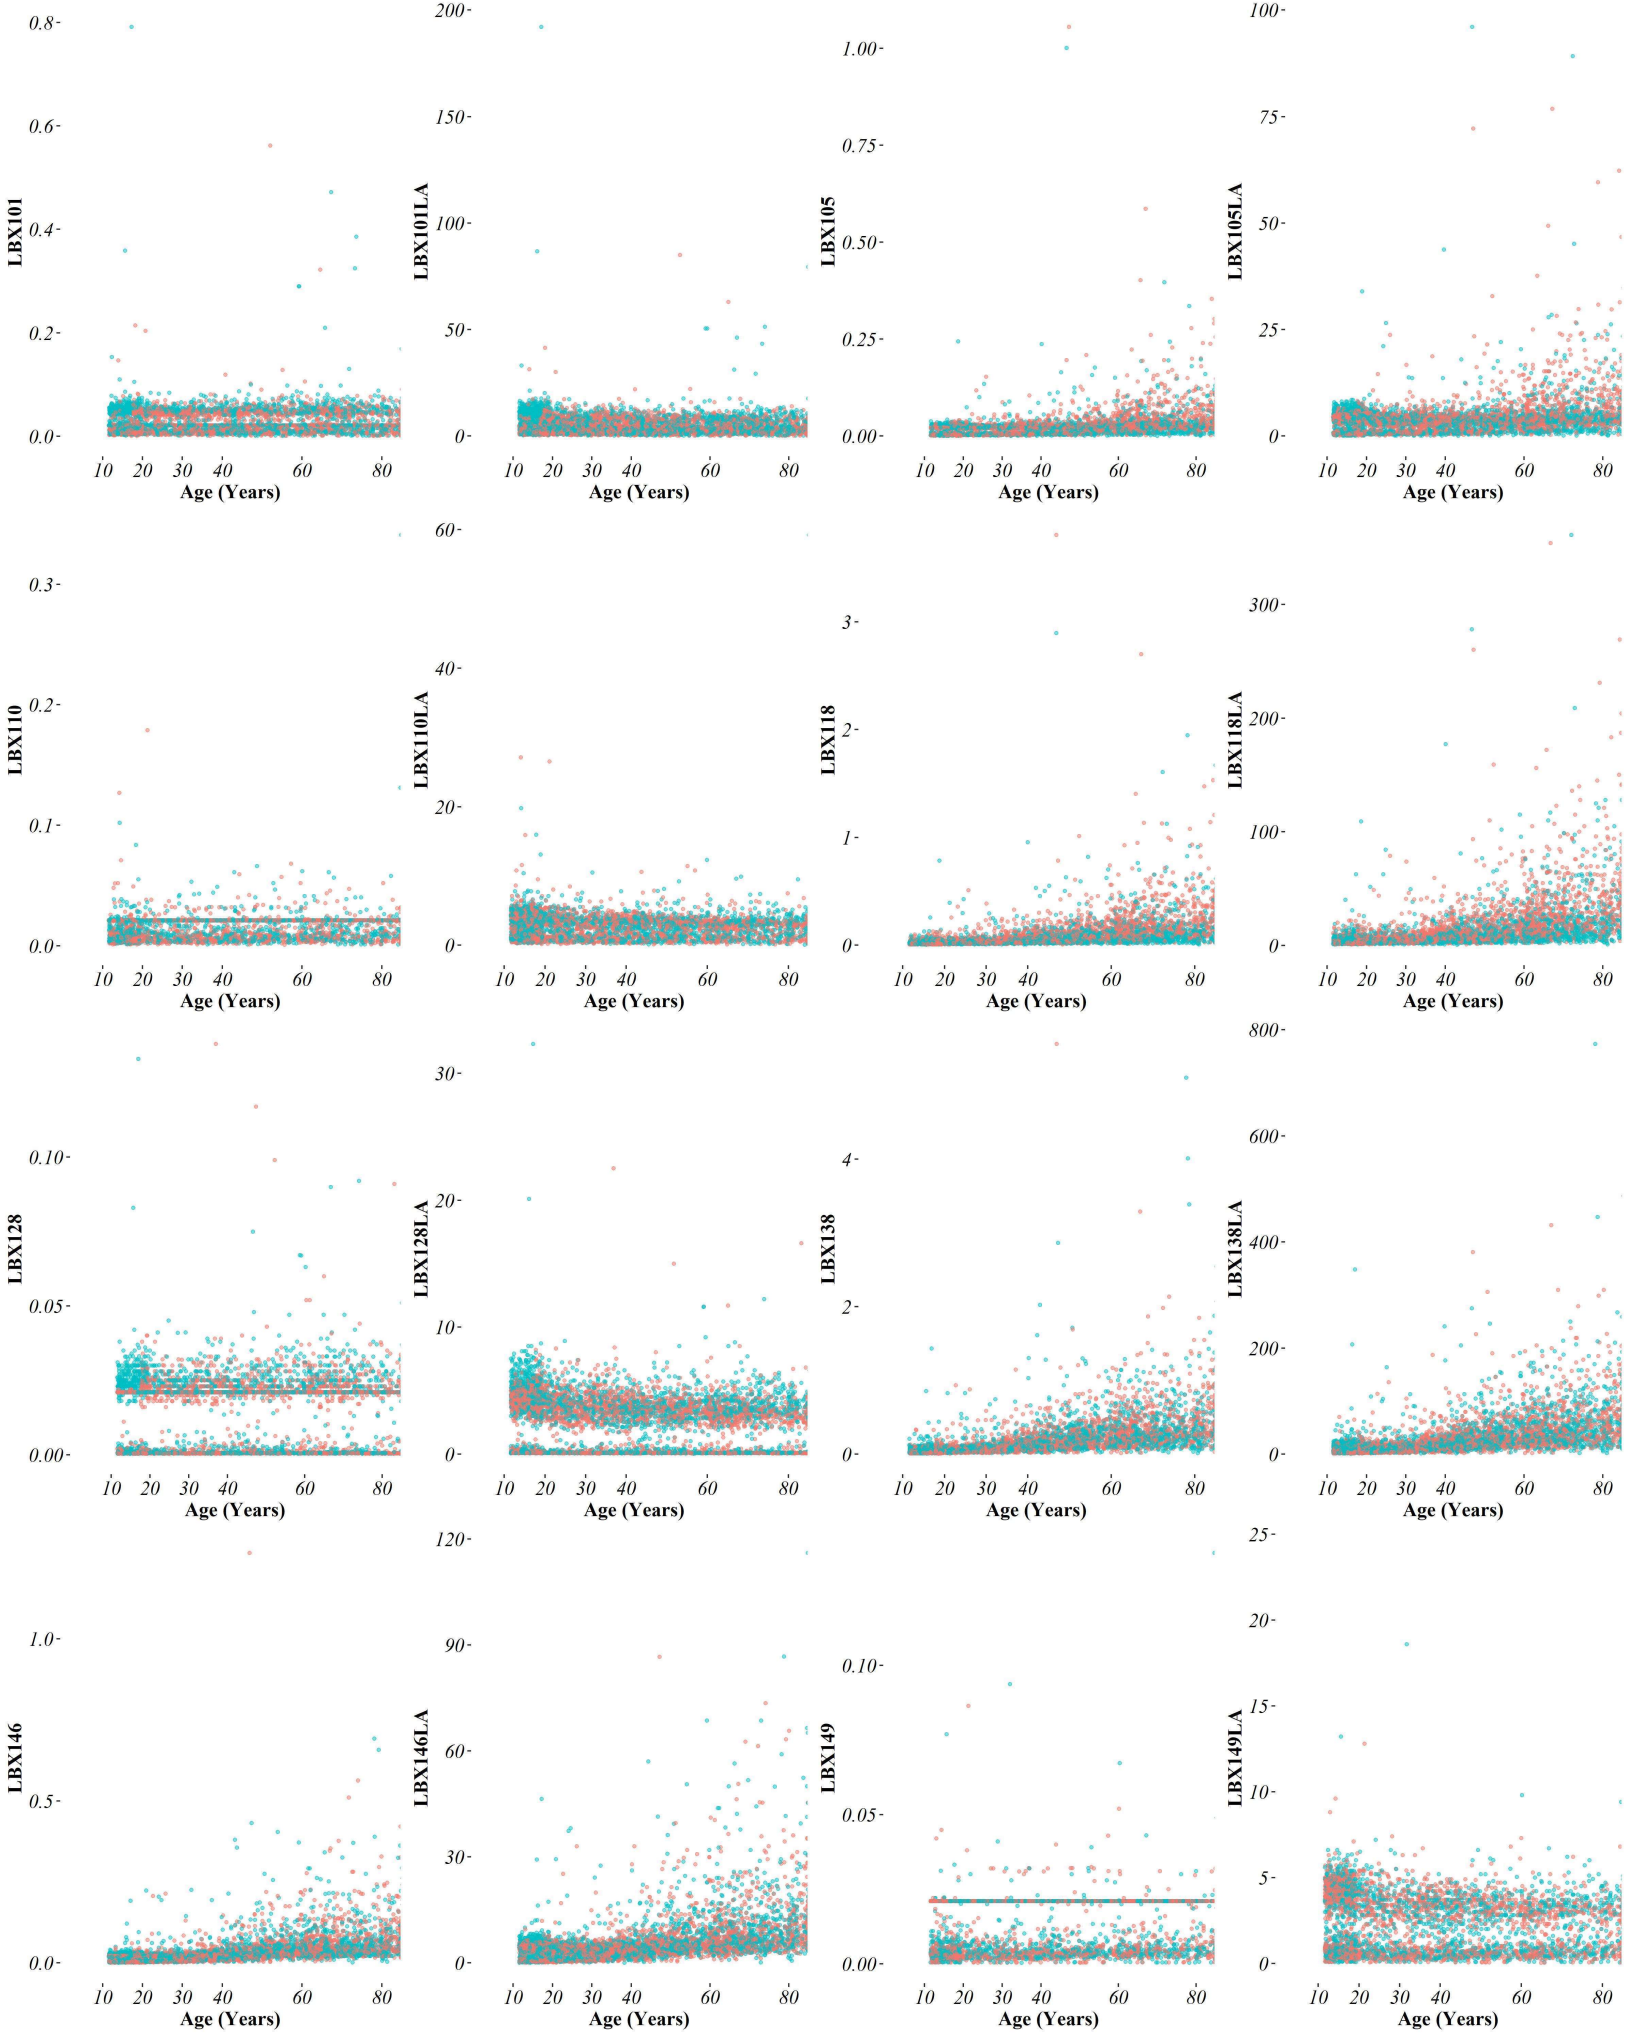 LBX101
0.8
0.6
0.4
0.2
0.0
10 20 30 40 60 80
Age (Years)
LBX101LA
200
150
100
50
0
10 20 30 40 60 80
Age (Years)
LBX105
1.00
0.75
0.50
0.25
0.00
10 20 30 40 60 80
Age (Years)
LBX105LA
100
75
50
25
0
10 20 30 40 60 80
Age (Years)
LBX110
0.3
0.2
0.1
0.0
10 20 30 40 60 80
Age (Years)
LBX110LA
60
40
20
0
10 20 30 40 60 80
Age (Years)
LBX118
3
2
1
0
10 20 30 40 60 80
Age (Years)
LBX118LA
300
200
100
0
10 20 30 40 60 80
Age (Years)
LBX128
0.10
0.05
0.00
10 20 30 40 60 80
Age (Years)
LBX128LA
30
20
10
0
10 20 30 40 60 80
Age (Years)
LBX138
4
2
0
10 20 30 40 60 80
Age (Years)
LBX138LA
800
600
400
200
0
10 20 30 40 60 80
Age (Years)
LBX146
1.0
0.5
0.0
10 20 30 40 60 80
Age (Years)
LBX146LA
120
90
60
30
0
10 20 30 40 60 80
Age (Years)
LBX149
0.10
0.05
0.00
10 20 30 40 60 80
Age (Years)
LBX149LA
25
20
15
10
5
0
10 20 30 40 60 80
Age (Years)